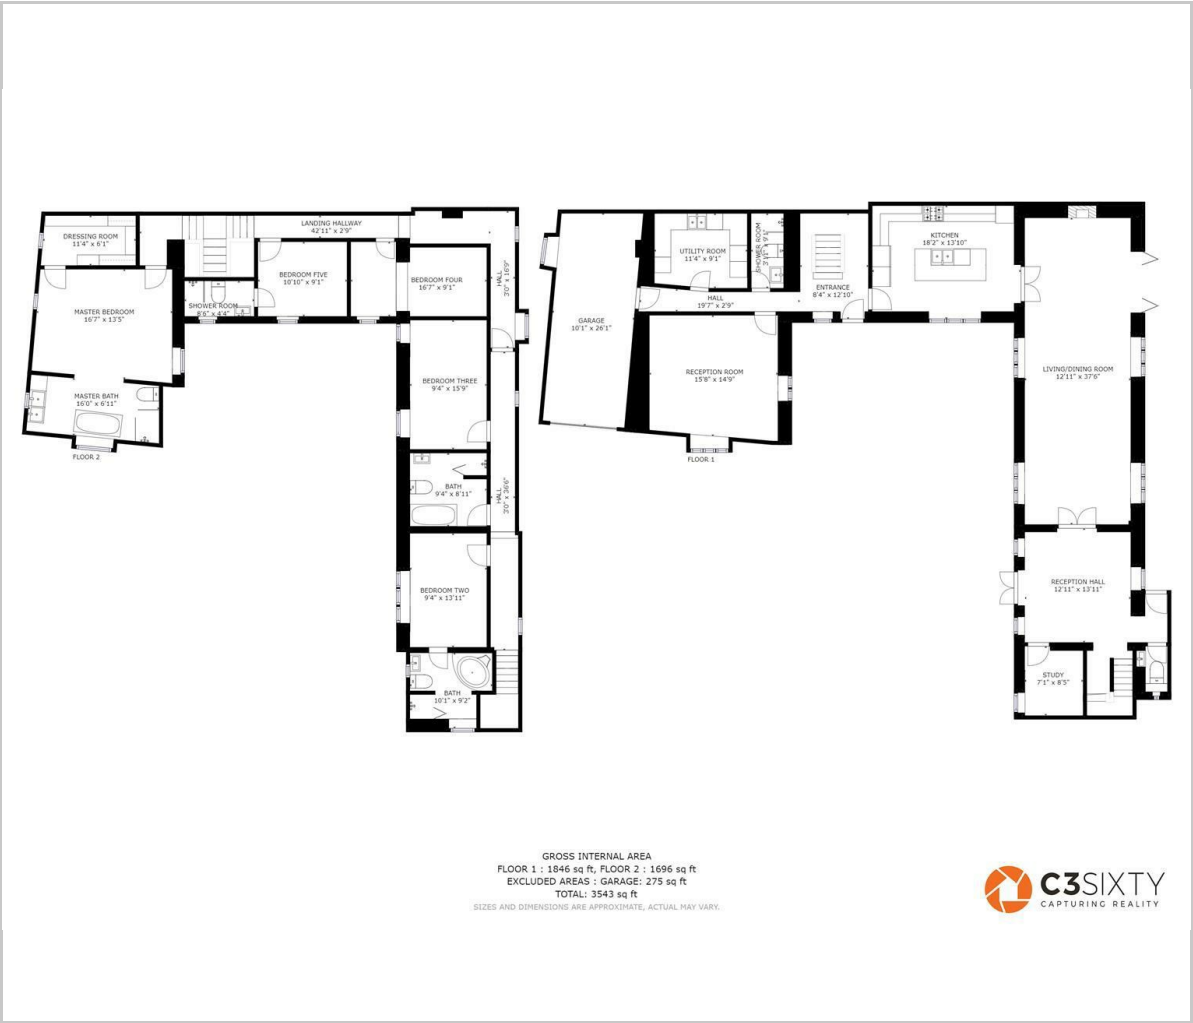 LANDING HALLWAY
42'11" x 2'9"
DRESSING ROOM
11'4" x 6'1"
BEDROOM FIVE
10'10" x 9'1"
BEDROOM FOUR
16'7" x 9'1"
HALL
3'0" x 16'9"
SHOWER ROOM
8'6" x 4'4"
MASTER BEDROOM
16'7" x 13'5"
BEDROOM THREE
9'4" x 15'9"
MASTER BATH
16'0" x 6'11"
FLOOR 2
BATH
9'4" x 8'11"
HALL
3'0" x 36'6"
BEDROOM TWO
9'4" x 13'11"
BATH
10'1" x 9'2"
UTILITY ROOM
11'4" x 9'1"
SHOWER ROOM
3'11" x 9'1"
KITCHEN
18'2" x 13'10"
ENTRANCE
8'4" x 12'10"
HALL
19'7" x 2'9"
GARAGE
10'1" x 26'1"
RECEPTION ROOM
15'8" x 14'9"
LIVING/DINING ROOM
12'11" x 37'6"
FLOOR 1
RECEPTION HALL
12'11" x 13'11"
STUDY
7'1" x 8'5"
GROSS INTERNAL AREA
FLOOR 1 : 1846 sq ft, FLOOR 2 : 1696 sq ft
EXCLUDED AREAS : GARAGE: 275 sq ft
TOTAL: 3543 sq ft
SIZES AND DIMENSIONS ARE APPROXIMATE, ACTUAL MAY VARY.
C3SIXTY
CAPTURING REALITY